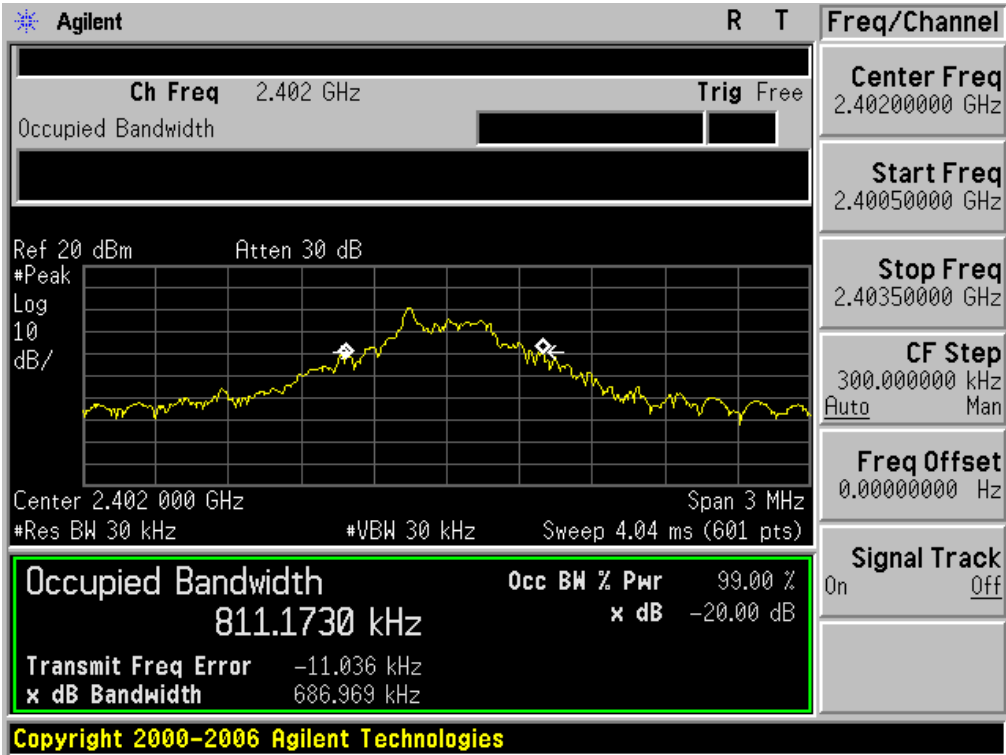 Agilent R T Freq/Channel
Ch Freq 2.402 GHz Trig Free
Occupied Bandwidth
Center Freq
2.40200000 GHz
Start Freq
2.40050000 GHz
Stop Freq
2.40350000 GHz
CF Step
300.000000 kHz
Auto Man
Freq Offset
0.00000000 Hz
Signal Track
On Off
Ref 20 dBm Atten 30 dB
#Peak
Log
10
dB/
Center 2.402 000 GHz Span 3 MHz
#Res BW 30 kHz #VBW 30 kHz Sweep 4.04 ms (601 pts)
Occupied Bandwidth
811.1730 kHz
Occ BW % Pwr 99.00 %
x dB -20.00 dB
Transmit Freq Error -11.036 kHz
x dB Bandwidth 686.969 kHz
Copyright 2000-2006 Agilent Technologies